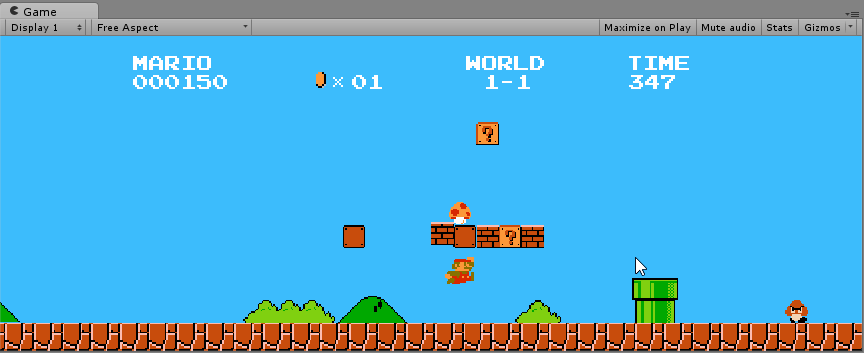 Game
Display 1 Free Aspect Maximize on Play Mute audio Stats Gizmos
MARIO WORLD TIME
000150 × 01 1-1 347
?
?